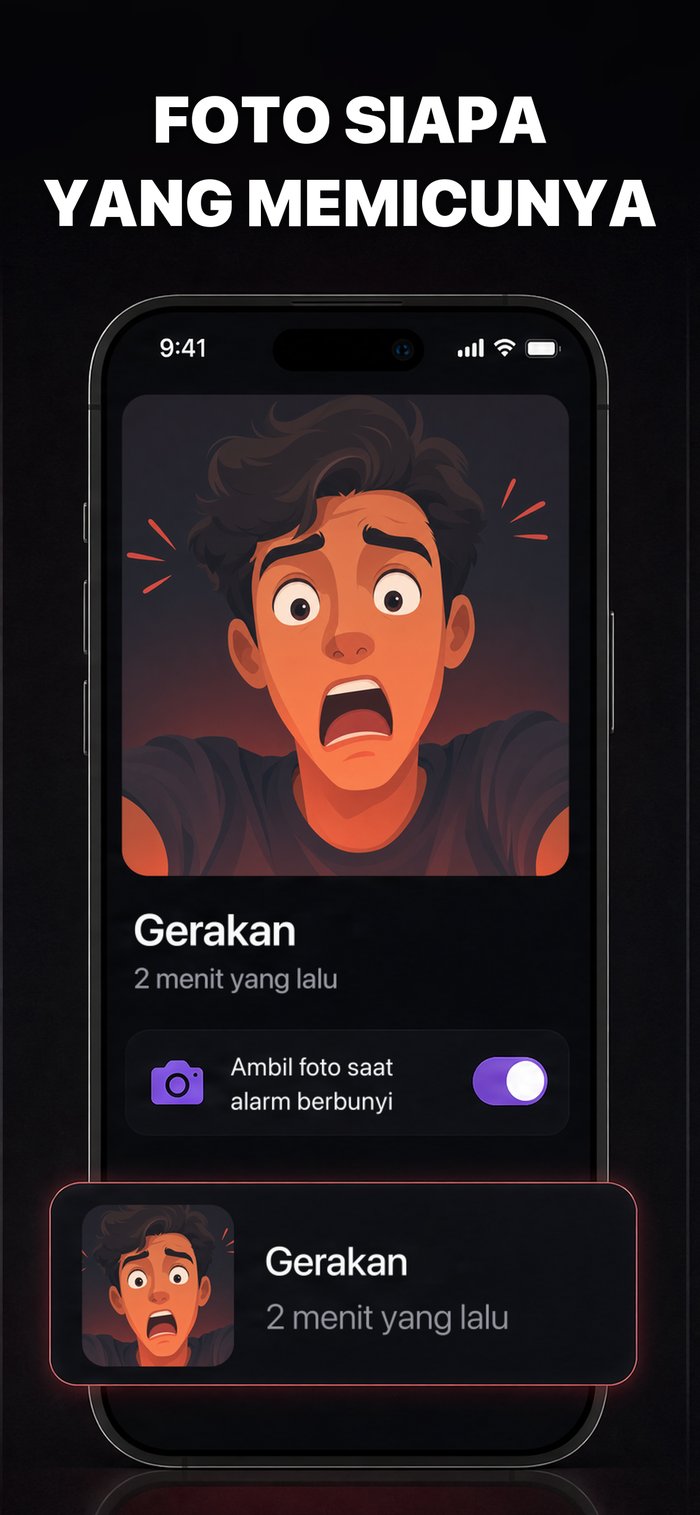 FOTO SIAPA
YANG MEMICUNYA
9:41
Gerakan
2 menit yang lalu
Ambil foto saat
alarm berbunyi
Gerakan
2 menit yang lalu